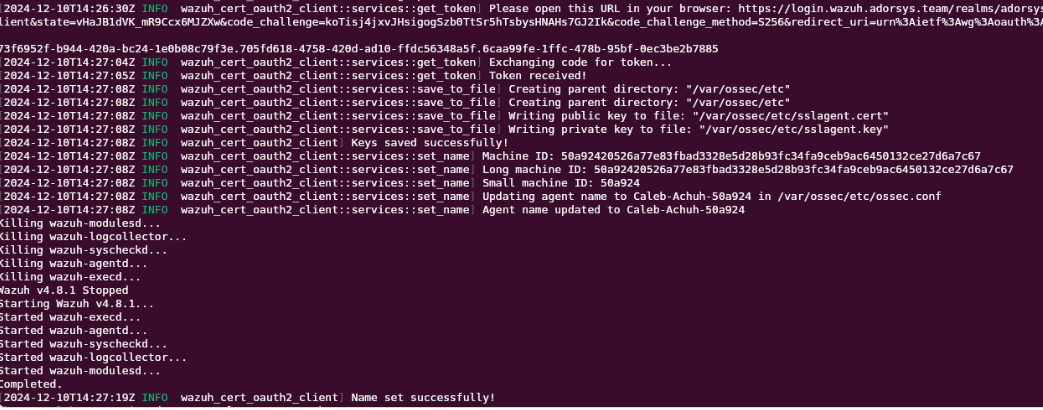 [2024-12-10T14:26:30Z INFO  wazuh_cert_oauth2_client::services::get_token] Please open this URL in your browser: https://login.wazuh.adorsys.team/realms/adorsys
lient&state=vHaJB1dVK_mR9Ccx6MJZXw&code_challenge=koTisj4jxvJHsigogSzb0TtSr5hTsbysHNAHs7GJ2Ik&code_challenge_method=S256&redirect_uri=urn%3Aietf%3Awg%3Aoauth%3A
73f6952f-b944-420a-bc24-1e0b08c79f3e.705fd618-4758-420d-ad10-ffdc56348a5f.6caa99fe-1ffc-478b-95bf-0ec3be2b7885
[2024-12-10T14:27:04Z INFO  wazuh_cert_oauth2_client::services::get_token] Exchanging code for token...
[2024-12-10T14:27:08Z INFO  wazuh_cert_oauth2_client::services::get_token] Token received!
[2024-12-10T14:27:08Z INFO  wazuh_cert_oauth2_client::services::save_to_file] Creating parent directory: "/var/ossec/etc"
[2024-12-10T14:27:08Z INFO  wazuh_cert_oauth2_client::services::save_to_file] Creating parent directory: "/var/ossec/etc"
[2024-12-10T14:27:08Z INFO  wazuh_cert_oauth2_client::services::save_to_file] Writing public key to file: "/var/ossec/etc/sslagent.cert"
[2024-12-10T14:27:08Z INFO  wazuh_cert_oauth2_client::services::save_to_file] Writing private key to file: "/var/ossec/etc/sslagent.key"
[2024-12-10T14:27:08Z INFO  wazuh_cert_oauth2_client] Keys saved successfully!
[2024-12-10T14:27:08Z INFO  wazuh_cert_oauth2_client::services::set_name] Machine ID: 50a92420526a77e83fbad3328e5d28b93fc34fa9ceb9ac6450132ce27d6a7c67
[2024-12-10T14:27:08Z INFO  wazuh_cert_oauth2_client::services::set_name] Long machine ID: 50a92420526a77e83fbad3328e5d28b93fc34fa9ceb9ac6450132ce27d6a7c67
[2024-12-10T14:27:08Z INFO  wazuh_cert_oauth2_client::services::set_name] Small machine ID: 50a924
[2024-12-10T14:27:08Z INFO  wazuh_cert_oauth2_client::services::set_name] Updating agent name to Caleb-Achuh-50a924 in /var/ossec/etc/ossec.conf
[2024-12-10T14:27:08Z INFO  wazuh_cert_oauth2_client::services::set_name] Agent name updated to Caleb-Achuh-50a924
Killing wazuh-modulesd...
Killing wazuh-logcollector...
Killing wazuh-syscheckd...
Killing wazuh-agentd...
Killing wazuh-execd...
Wazuh v4.8.1 Stopped
Starting Wazuh v4.8.1...
Started wazuh-execd...
Started wazuh-agentd...
Started wazuh-syscheckd...
Started wazuh-logcollector...
Started wazuh-modulesd...
Completed.
[2024-12-10T14:27:19Z INFO  wazuh_cert_oauth2_client] Name set successfully!